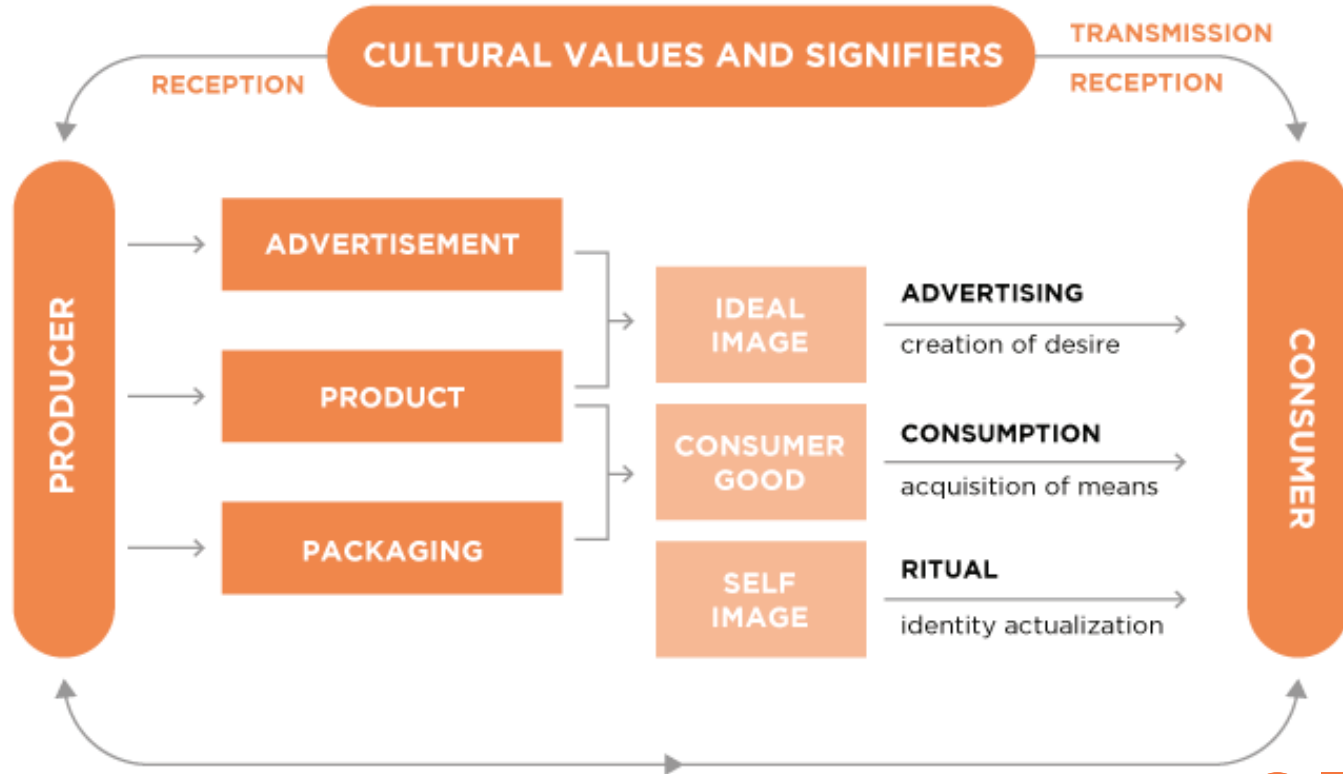 CULTURAL VALUES AND SIGNIFIERS
TRANSMISSION
RECEPTION
RECEPTION
PRODUCER
ADVERTISEMENT
PRODUCT
PACKAGING
IDEAL
IMAGE
CONSUMER
GOOD
SELF
IMAGE
ADVERTISING
creation of desire
CONSUMPTION
acquisition of means
RITUAL
identity actualization
CONSUMER